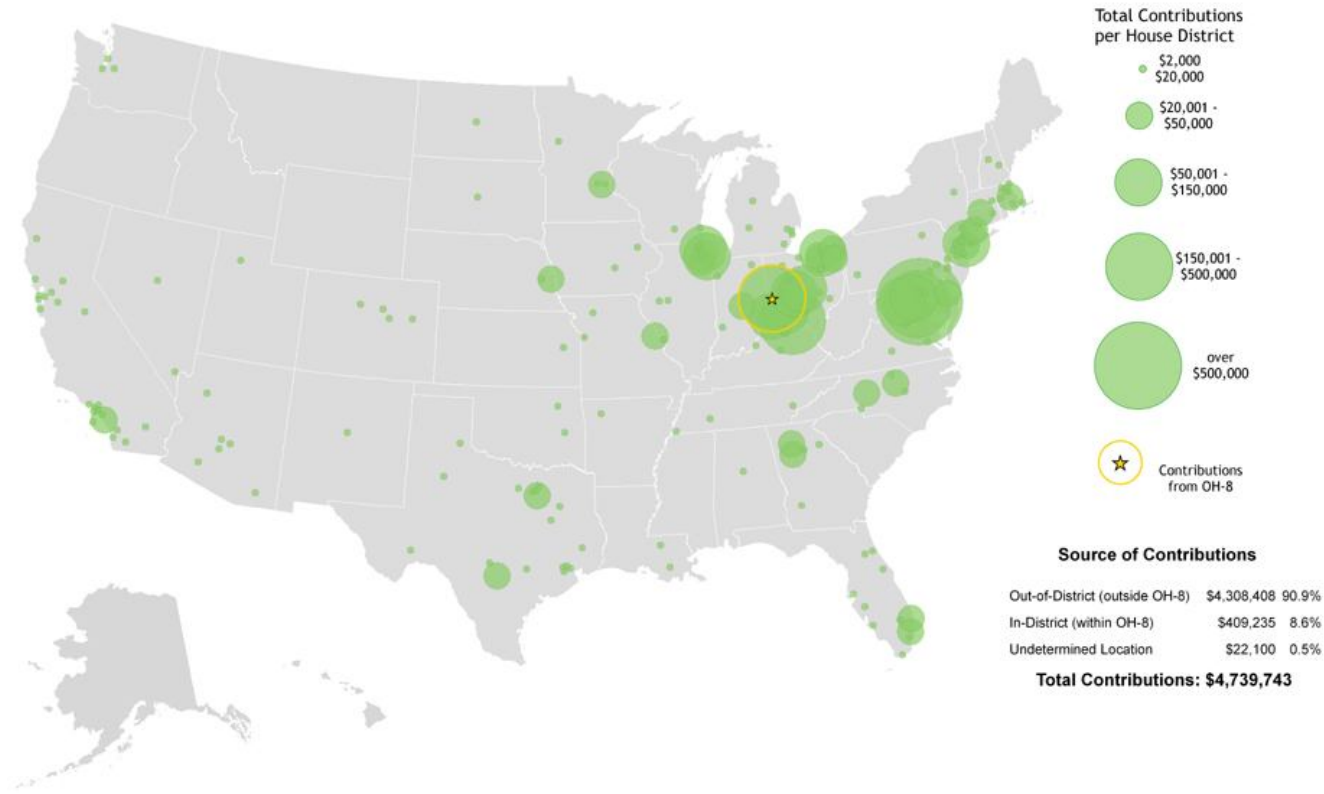 Total Contributions
per House District
$2,000
$20,000
$20,001 -
$50,000
$50,001 -
$150,000
$150,001 -
$500,000
over
$500,000
Contributions
from OH-8
Source of Contributions
Out-of-District (outside OH-8) $4,308,408 90.9%
In-District (within OH-8) $409,235 8.6%
Undetermined Location $22,100 0.5%
Total Contributions: $4,739,743